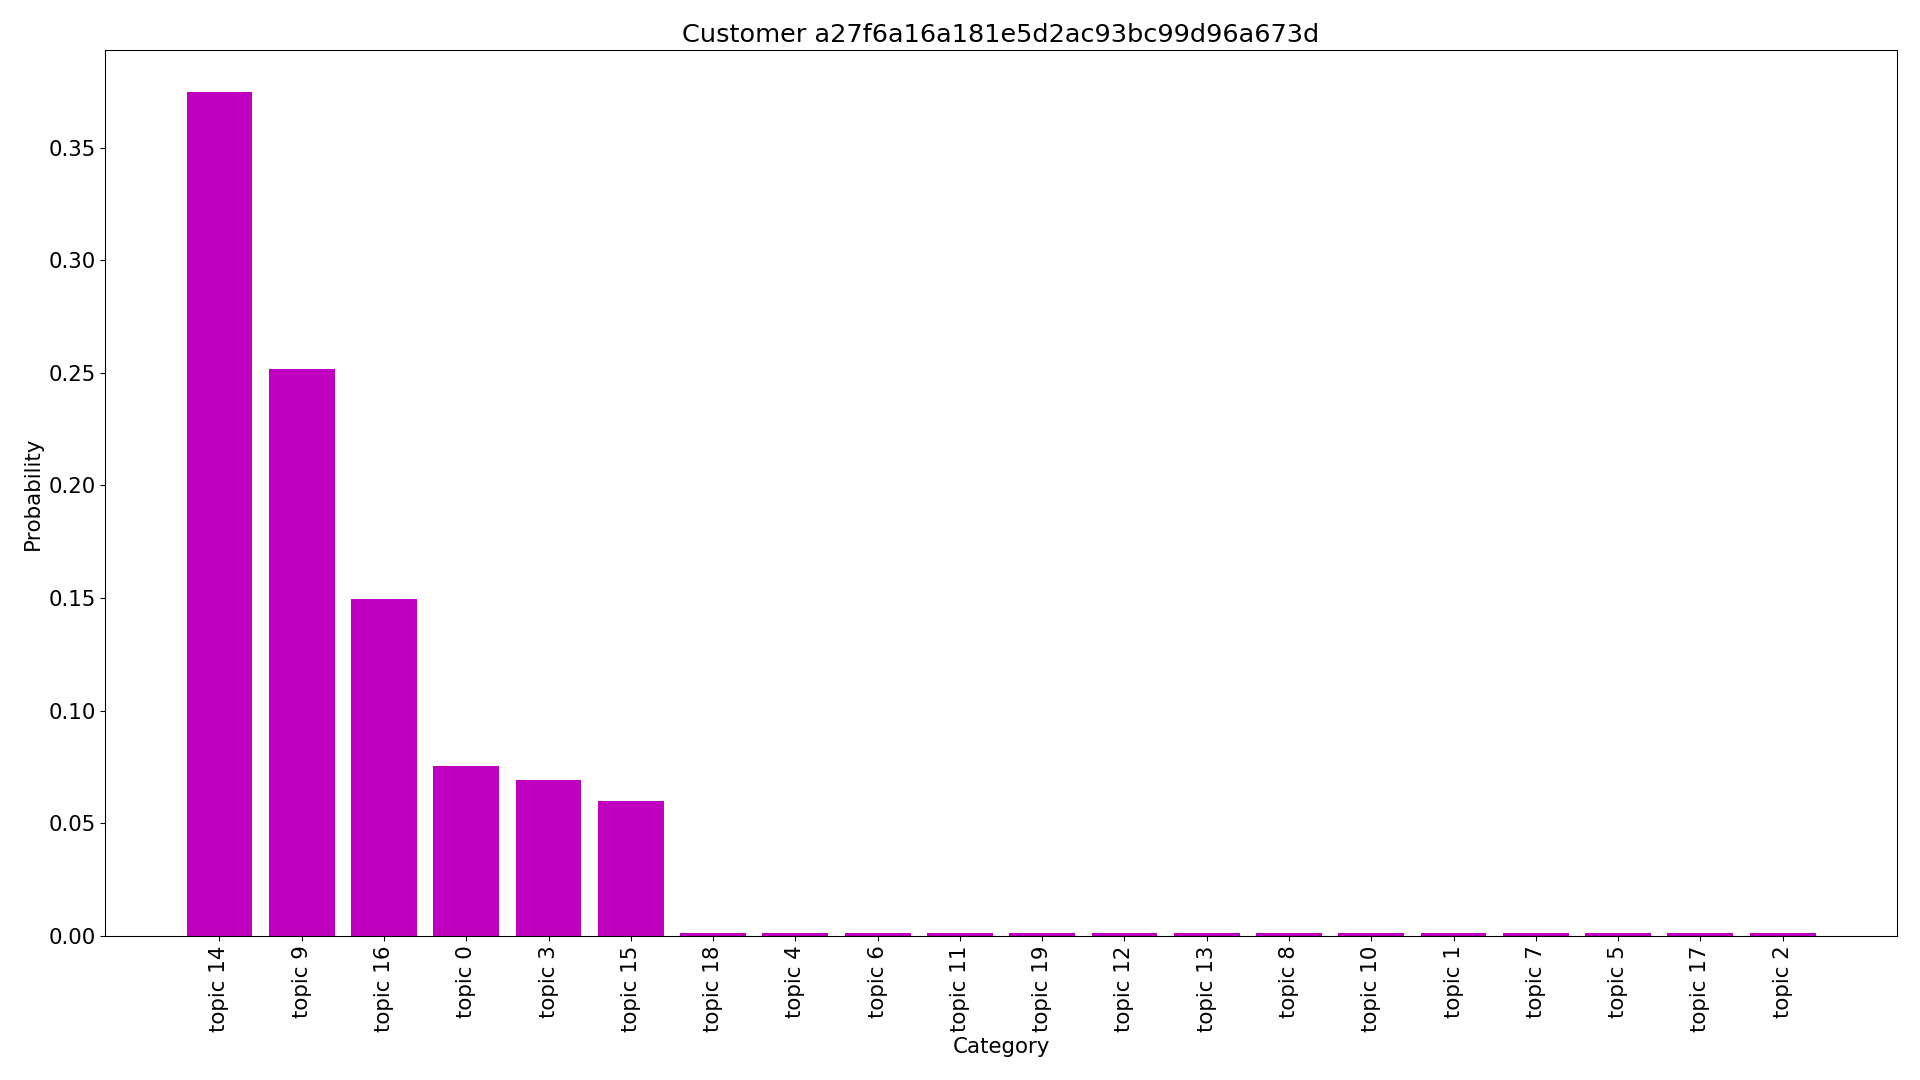 Customer a27f6a16a181e5d2ac93bc99d96a673d
Probability
0.35
0.30
0.25
0.20
0.15
0.10
0.05
0.00
topic 14
topic 9
topic 16
topic 0
topic 3
topic 15
topic 18
topic 4
topic 6
topic 11
topic 19
topic 12
topic 13
topic 8
topic 10
topic 1
topic 7
topic 5
topic 17
topic 2
Category